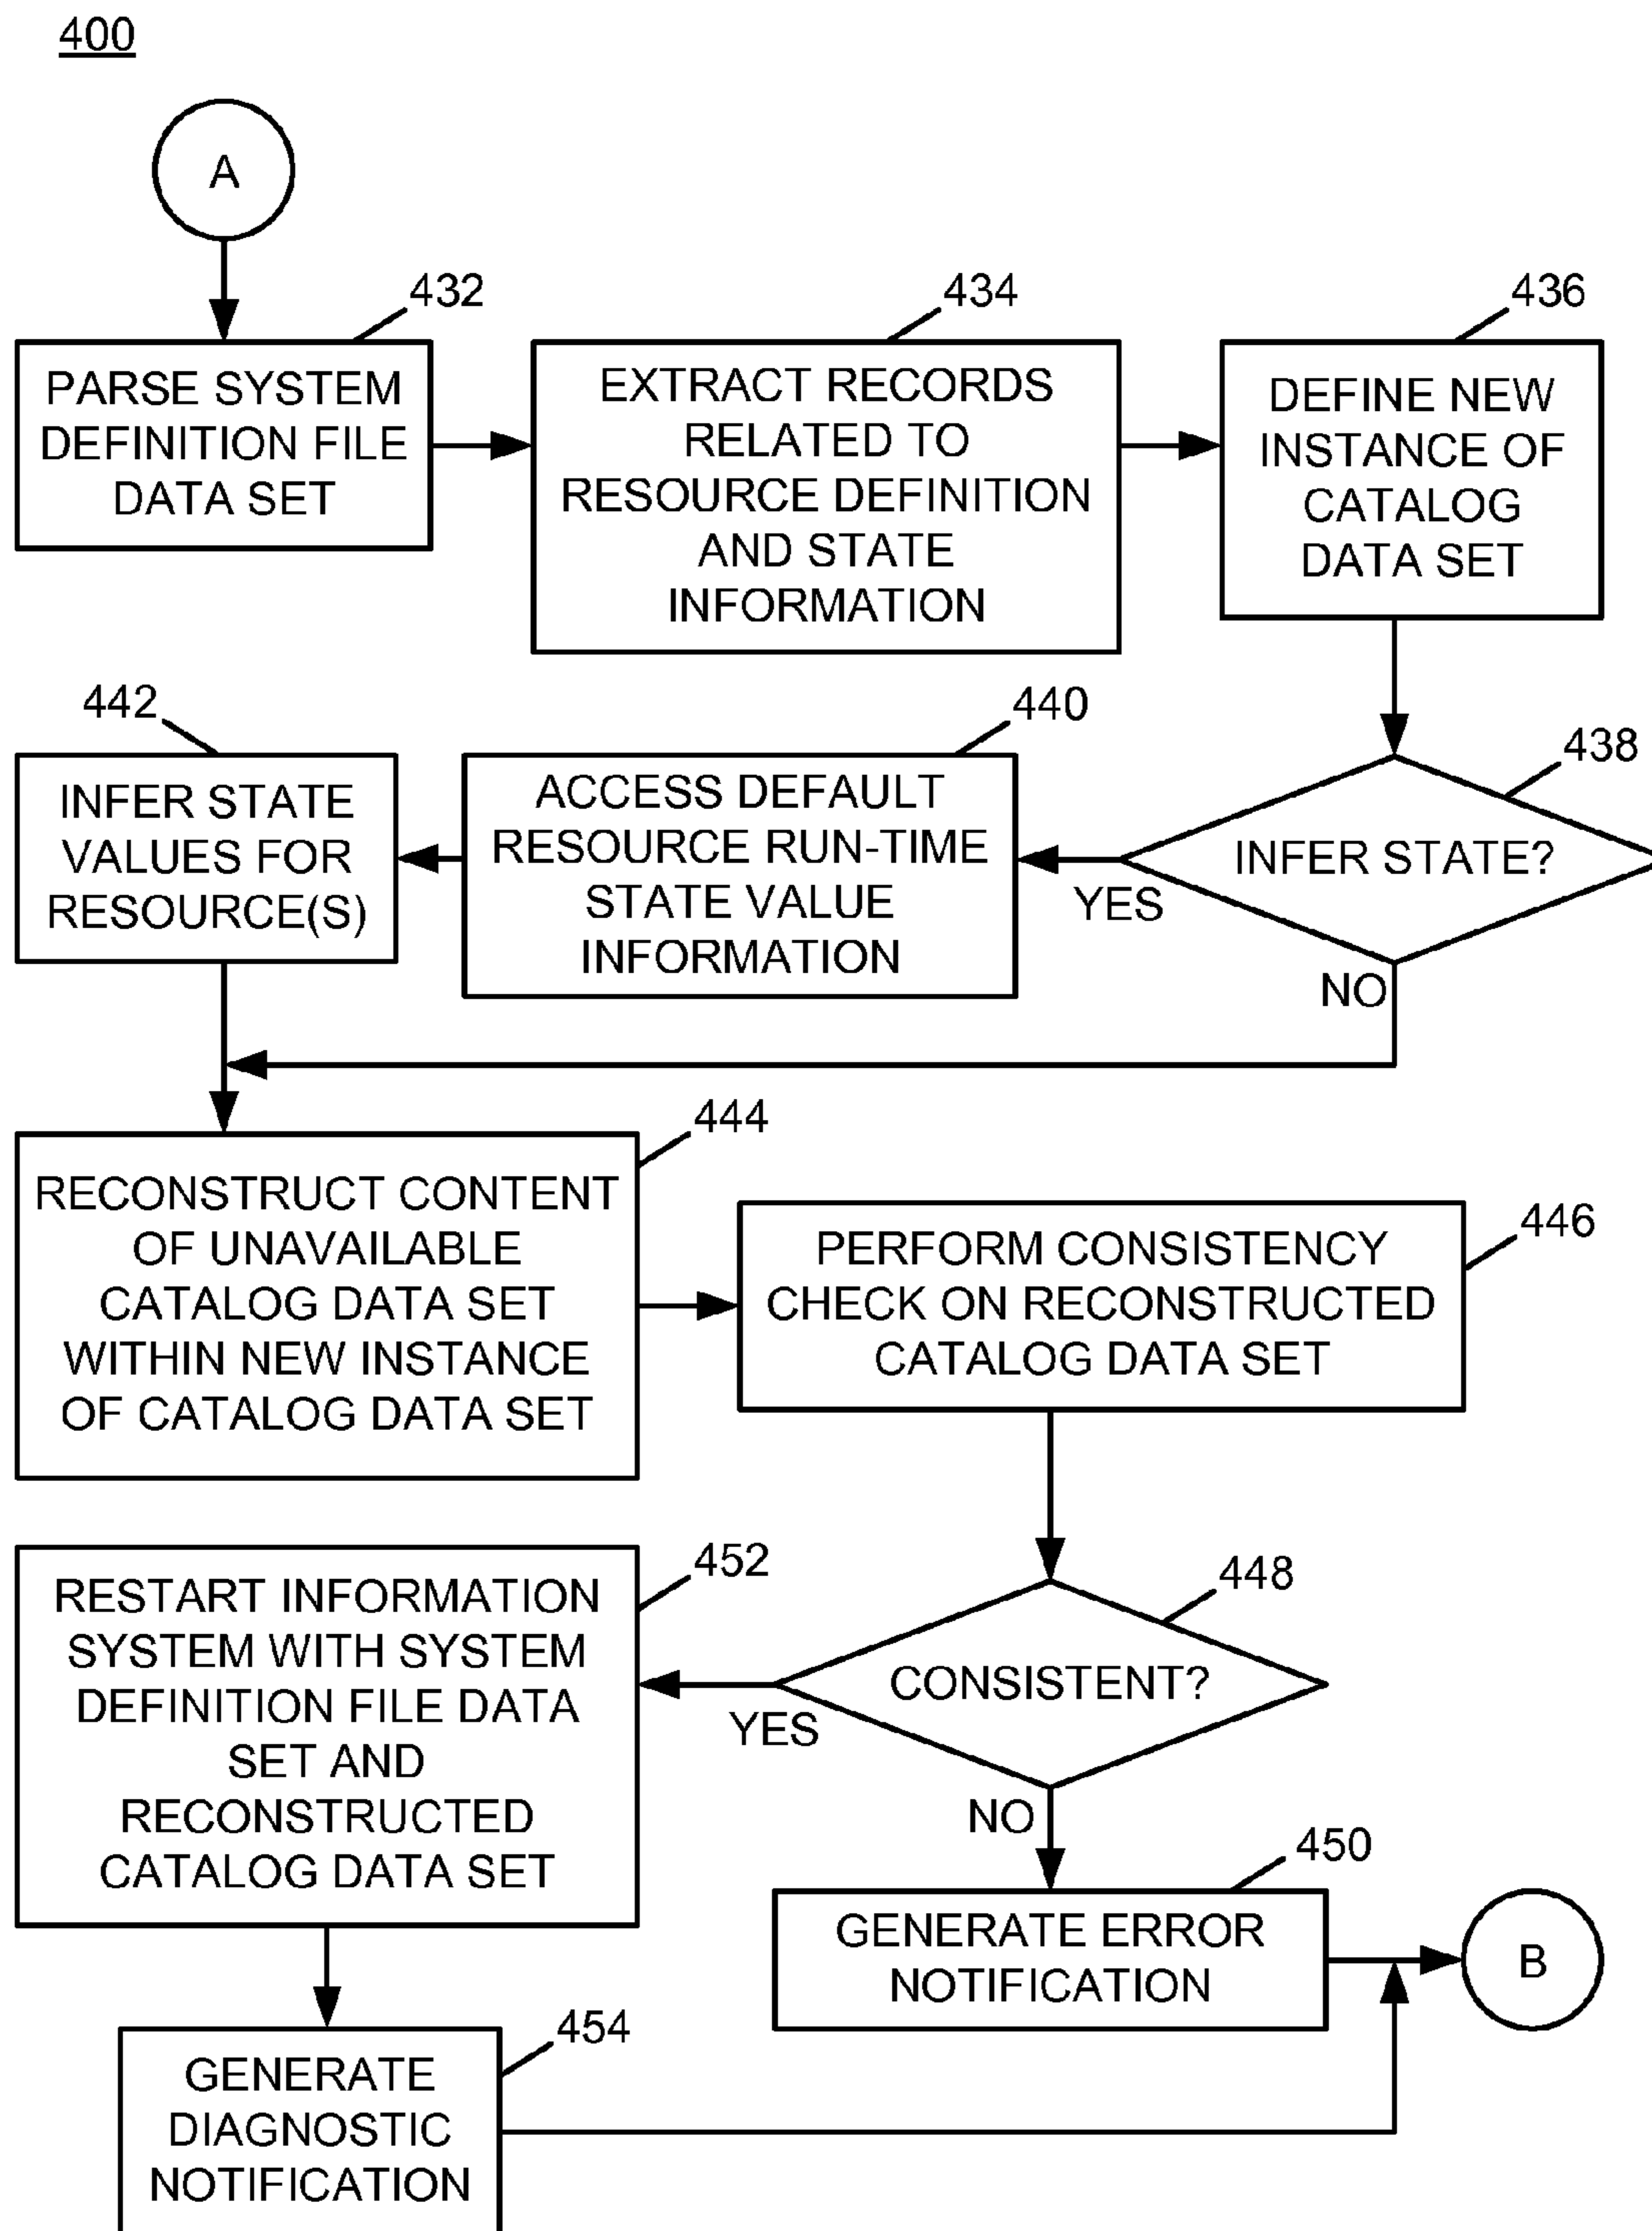 400
A
432
PARSE SYSTEM
DEFINITION FILE
DATA SET
434
EXTRACT RECORDS
RELATED TO
RESOURCE DEFINITION
AND STATE
INFORMATION
436
DEFINE NEW
INSTANCE OF
CATALOG
DATA SET
438
INFER STATE?
YES
NO
440
ACCESS DEFAULT
RESOURCE RUN-TIME
STATE VALUE
INFORMATION
442
INFER STATE
VALUES FOR
RESOURCE(S)
444
RECONSTRUCT CONTENT
OF UNAVAILABLE
CATALOG DATA SET
WITHIN NEW INSTANCE
OF CATALOG DATA SET
446
PERFORM CONSISTENCY
CHECK ON RECONSTRUCTED
CATALOG DATA SET
448
CONSISTENT?
YES
NO
450
GENERATE ERROR
NOTIFICATION
452
RESTART INFORMATION
SYSTEM WITH SYSTEM
DEFINITION FILE DATA
SET AND
RECONSTRUCTED
CATALOG DATA SET
454
GENERATE
DIAGNOSTIC
NOTIFICATION
B